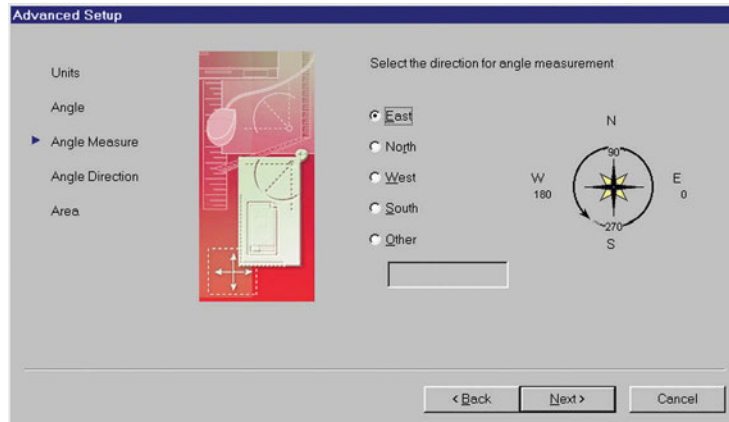 Advanced Setup
Units
Angle
Angle Measure
Angle Direction
Area
Select the direction for angle measurement
East
North
West
South
Other
N
90
W
180
E
0
270
S
< Back
Next >
Cancel